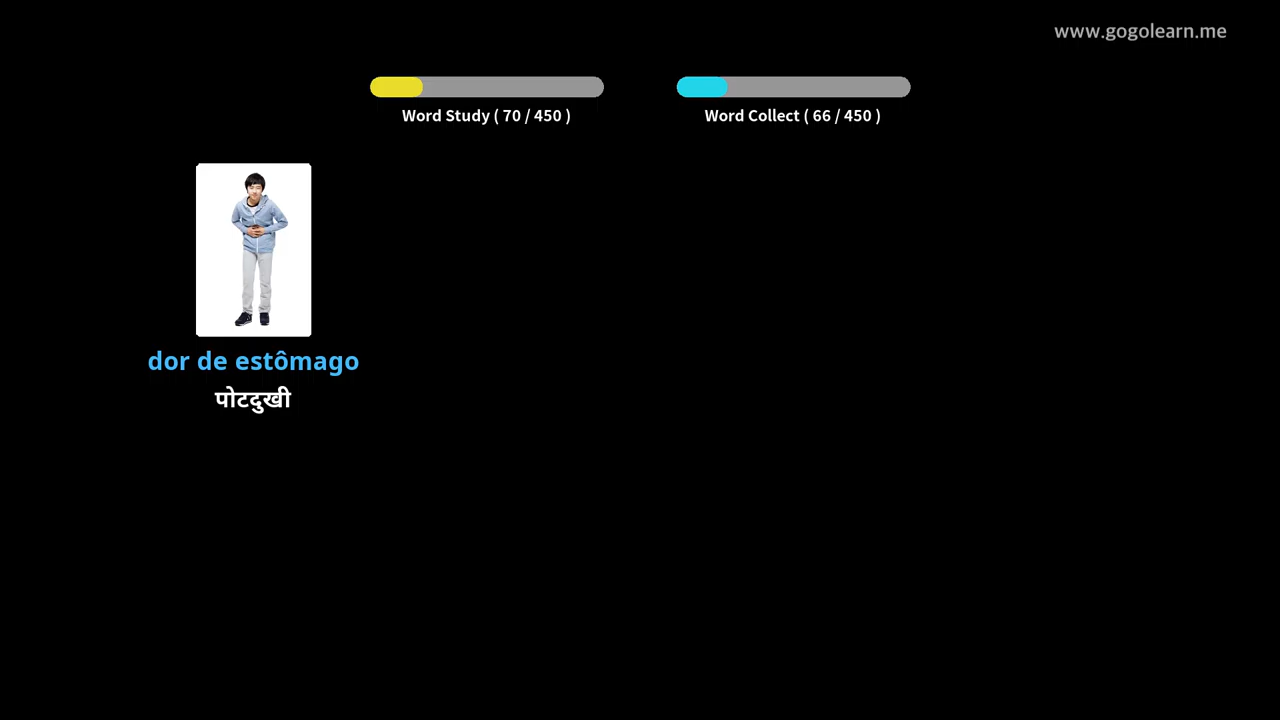 www.gogolearn.me
Word Study ( 70 / 450 )
Word Collect ( 66 / 450 )
dor de estômago
पोटदुखी